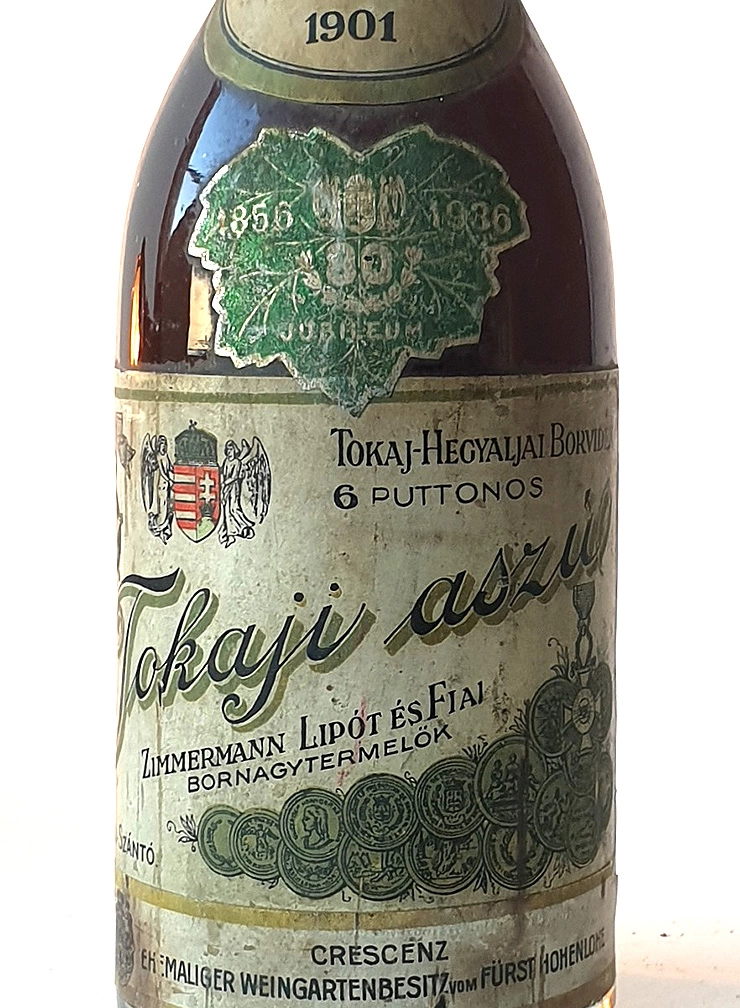 1901
1856 1936
80
JUBILEUM
TOKAJ-HEGYALJAI BORVIDÉK
6 PUTTONOS
Tokaji aszú
ZIMMERMANN LIPÓT ÉS FIAI
BORNAGYTERMELŐK
SZÁNTÓ
CRESCENZ
EHEMALIGER WEINGARTENBESITZ VOM FÜRST HOHENLOHE